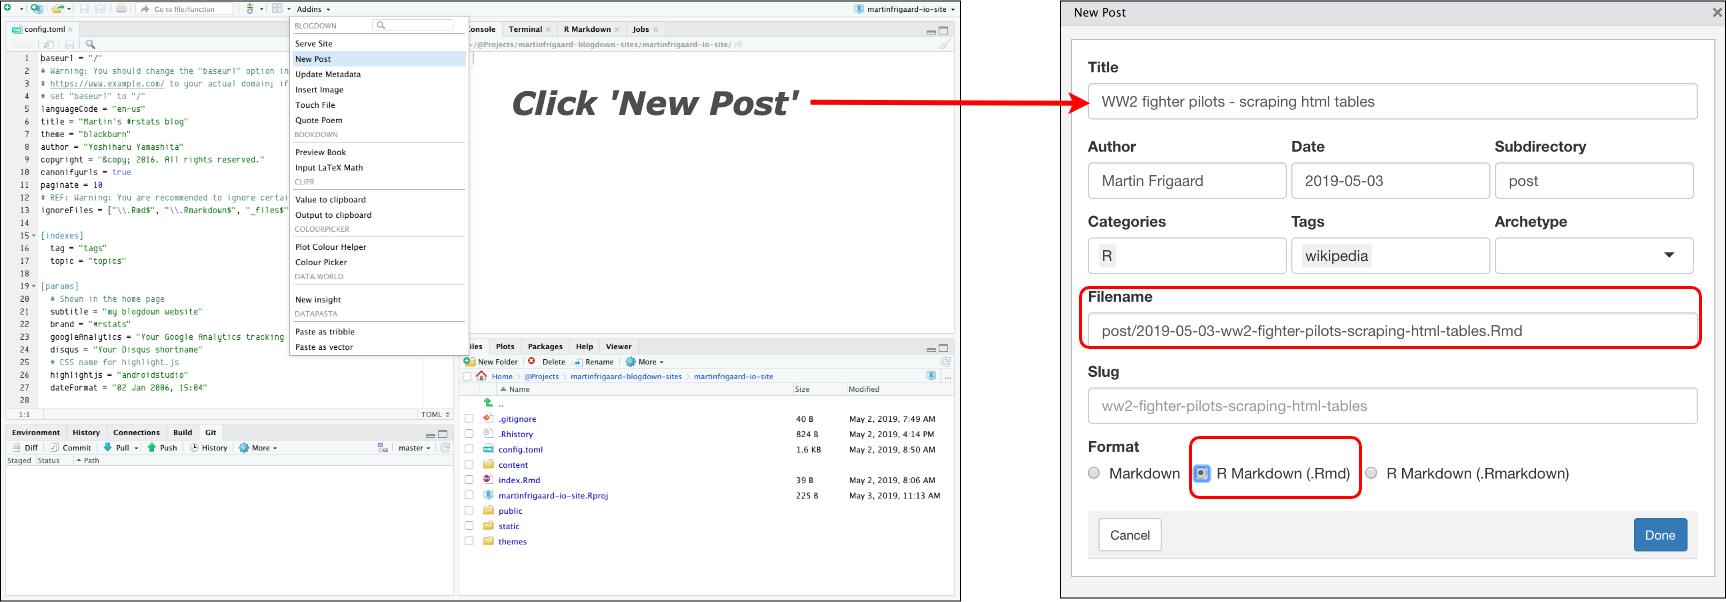 Go to file/function
Addins
martinfrigaard-io-site
config.toml
1 baseurl = "/"
2 # Warning: You should change the "baseurl" option in
3 # https://www.example.com/ to your actual domain; if
4 # set "baseurl" to "/"
5 languageCode = "en-us"
6 title = "Martin's #rstats blog"
7 theme = "blackburn"
8 author = "Yoshiharu Yamashita"
9 copyright = "&copy; 2016. All rights reserved."
10 canonifyurls = true
11 paginate = 10
12 # REF: Warning: You are recommended to ignore certai
13 ignoreFiles = ["\\.Rmd$", "\\.Rmarkdown$", "_files$"
14
15 [indexes]
16 tag = "tags"
17 topic = "topics"
18
19 [params]
20 # Shown in the home page
21 subtitle = "my blogdown website"
22 brand = "#rstats"
23 googleAnalytics = "Your Google Analytics tracking
24 disqus = "Your Disqus shortname"
25 # CSS name for highlight.js
26 highlightjs = "androidstudio"
27 dateFormat = "02 Jan 2006, 15:04"
28
1:1 TOML
BLOGDOWN
Serve Site
New Post
Update Metadata
Insert Image
Touch File
Quote Poem
BOOKDOWN
Preview Book
Input LaTeX Math
CLIPR
Value to clipboard
Output to clipboard
COLOURPICKER
Plot Colour Helper
Colour Picker
DATA.WORLD
New insight
DATAPASTA
Paste as tribble
Paste as vector
onsole Terminal R Markdown Jobs
/@Projects/martinfrigaard-blogdown-sites/martinfrigaard-io-site/
Click 'New Post'
Environment History Connections Build Git
Diff Commit Pull Push History More master
Staged Status Path
iles Plots Packages Help Viewer
New Folder Delete Rename More
Home @Projects martinfrigaard-blogdown-sites martinfrigaard-io-site ...
Name Size Modified
..
.gitignore 40 B May 2, 2019, 7:49 AM
.Rhistory 824 B May 2, 2019, 4:14 PM
config.toml 1.6 KB May 2, 2019, 8:50 AM
content
index.Rmd 39 B May 2, 2019, 8:06 AM
martinfrigaard-io-site.Rproj 225 B May 3, 2019, 11:13 AM
public
static
themes
New Post
Title
WW2 fighter pilots - scraping html tables
Author Date Subdirectory
Martin Frigaard 2019-05-03 post
Categories Tags Archetype
R wikipedia
Filename
post/2019-05-03-ww2-fighter-pilots-scraping-html-tables.Rmd
Slug
ww2-fighter-pilots-scraping-html-tables
Format
Markdown R Markdown (.Rmd) R Markdown (.Rmarkdown)
Cancel Done